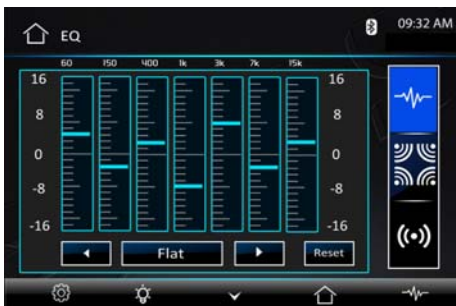 EQ
09:32 AM
60 150 400 1k 3k 7k 15k
16 16
8 8
0 0
-8 -8
-16 -16
Flat
Reset